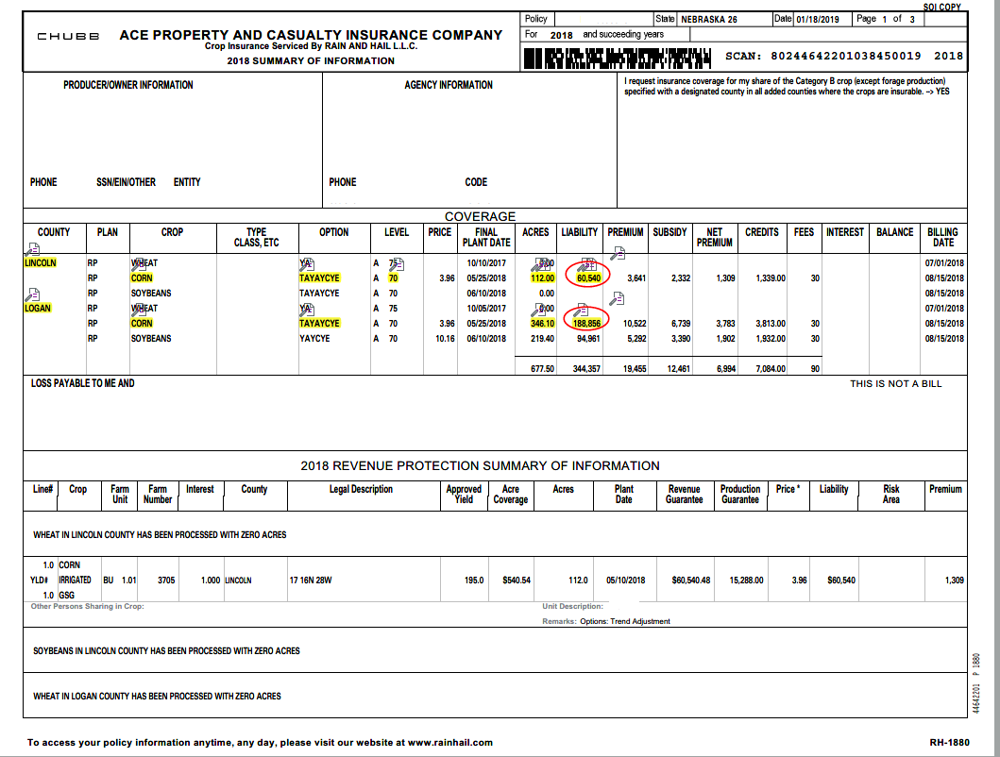 SOI COPY
CHUBB ACE PROPERTY AND CASUALTY INSURANCE COMPANY
Crop Insurance Serviced By RAIN AND HAIL L.L.C.
2018 SUMMARY OF INFORMATION
Policy State NEBRASKA 26 Date 01/18/2019 Page 1 of 3
For 2018 and succeeding years
SCAN: 80244642201038450019 2018
PRODUCER/OWNER INFORMATION
PHONE SSN/EIN/OTHER ENTITY
AGENCY INFORMATION
PHONE CODE
I request insurance coverage for my share of the Category B crop (except forage production)
specified with a designated county in all added counties where the crops are insurable. --> YES
COVERAGE
COUNTY PLAN CROP TYPE CLASS, ETC OPTION LEVEL PRICE FINAL PLANT DATE ACRES LIABILITY PREMIUM SUBSIDY NET PREMIUM CREDITS FEES INTEREST BALANCE BILLING DATE
LINCOLN RP WHEAT YA A 75 10/10/2017 0.00 07/01/2018
RP CORN TAYAYCYE A 70 3.96 05/25/2018 112.00 60,540 3,641 2,332 1,309 1,339.00 30 08/15/2018
RP SOYBEANS TAYAYCYE A 70 06/10/2018 0.00 08/15/2018
LOGAN RP WHEAT YA A 75 10/05/2017 0.00 07/01/2018
RP CORN TAYAYCYE A 70 3.96 05/25/2018 346.10 188,856 10,522 6,739 3,783 3,813.00 30 08/15/2018
RP SOYBEANS YAYCYE A 70 10.16 06/10/2018 219.40 94,961 5,292 3,390 1,902 1,932.00 30 08/15/2018
677.50 344,357 19,455 12,461 6,994 7,084.00 90
LOSS PAYABLE TO ME AND THIS IS NOT A BILL
2018 REVENUE PROTECTION SUMMARY OF INFORMATION
Line# Crop Farm Unit Farm Number Interest County Legal Description Approved Yield Acre Coverage Acres Plant Date Revenue Guarantee Production Guarantee Price * Liability Risk Area Premium
WHEAT IN LINCOLN COUNTY HAS BEEN PROCESSED WITH ZERO ACRES
1.0 CORN
YLD# IRRIGATED BU 1.01 3705 1.000 LINCOLN 17 16N 28W 195.0 $540.54 112.0 05/10/2018 $60,540.48 15,288.00 3.96 $60,540 1,309
1.0 GSG
Other Persons Sharing in Crop: Unit Description:
Remarks: Options: Trend Adjustment
SOYBEANS IN LINCOLN COUNTY HAS BEEN PROCESSED WITH ZERO ACRES
WHEAT IN LOGAN COUNTY HAS BEEN PROCESSED WITH ZERO ACRES
44642201 P 1880
To access your policy information anytime, any day, please visit our website at www.rainhail.com RH-1880